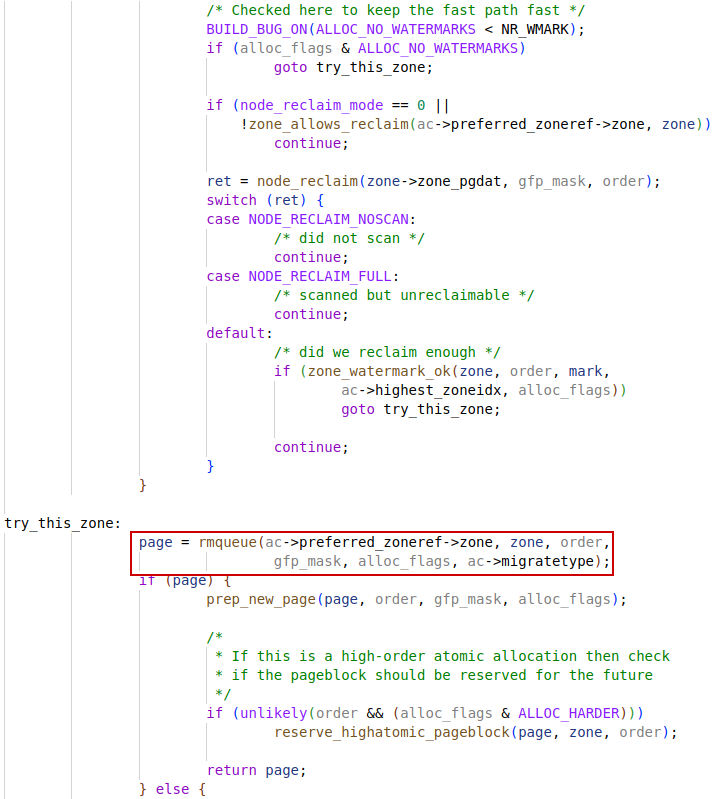 /* Checked here to keep the fast path fast */
BUILD_BUG_ON(ALLOC_NO_WATERMARKS < NR_WMARK);
if (alloc_flags & ALLOC_NO_WATERMARKS)
goto try_this_zone;
if (node_reclaim_mode == 0 ||
!zone_allows_reclaim(ac->preferred_zoneref->zone, zone))
continue;
ret = node_reclaim(zone->zone_pgdat, gfp_mask, order);
switch (ret) {
case NODE_RECLAIM_NOSCAN:
/* did not scan */
continue;
case NODE_RECLAIM_FULL:
/* scanned but unreclaimable */
continue;
default:
/* did we reclaim enough */
if (zone_watermark_ok(zone, order, mark,
ac->highest_zoneidx, alloc_flags))
goto try_this_zone;
continue;
}
}
try_this_zone:
page = rmqueue(ac->preferred_zoneref->zone, zone, order,
gfp_mask, alloc_flags, ac->migratetype);
if (page) {
prep_new_page(page, order, gfp_mask, alloc_flags);
/*
* If this is a high-order atomic allocation then check
* if the pageblock should be reserved for the future
*/
if (unlikely(order && (alloc_flags & ALLOC_HARDER)))
reserve_highatomic_pageblock(page, zone, order);
return page;
} else {